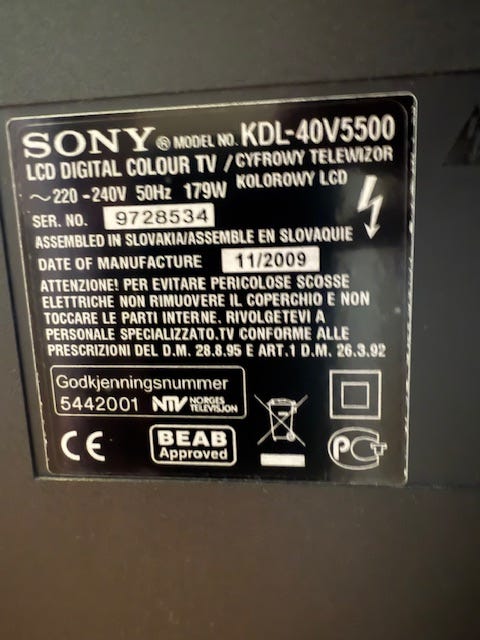 SONY® MODEL NO. KDL-40V5500
LCD DIGITAL COLOUR TV / CYFROWY TELEWIZOR
KOLOROWY LCD
~220 -240V 50Hz 179W
SER. NO. 9728534
ASSEMBLED IN SLOVAKIA/ASSEMBLE EN SLOVAQUIE
DATE OF MANUFACTURE 11/2009
ATTENZIONE! PER EVITARE PERICOLOSE SCOSSE
ELETTRICHE NON RIMUOVERE IL COPERCHIO E NON
TOCCARE LE PARTI INTERNE. RIVOLGETEVI A
PERSONALE SPECIALIZZATO.TV CONFORME ALLE
PRESCRIZIONI DEL D.M. 28.8.95 E ART.1 D.M. 26.3.92
Godkjenningsnummer
5442001 NTV NORGES
TELEVISJON
CE
BEAB
Approved